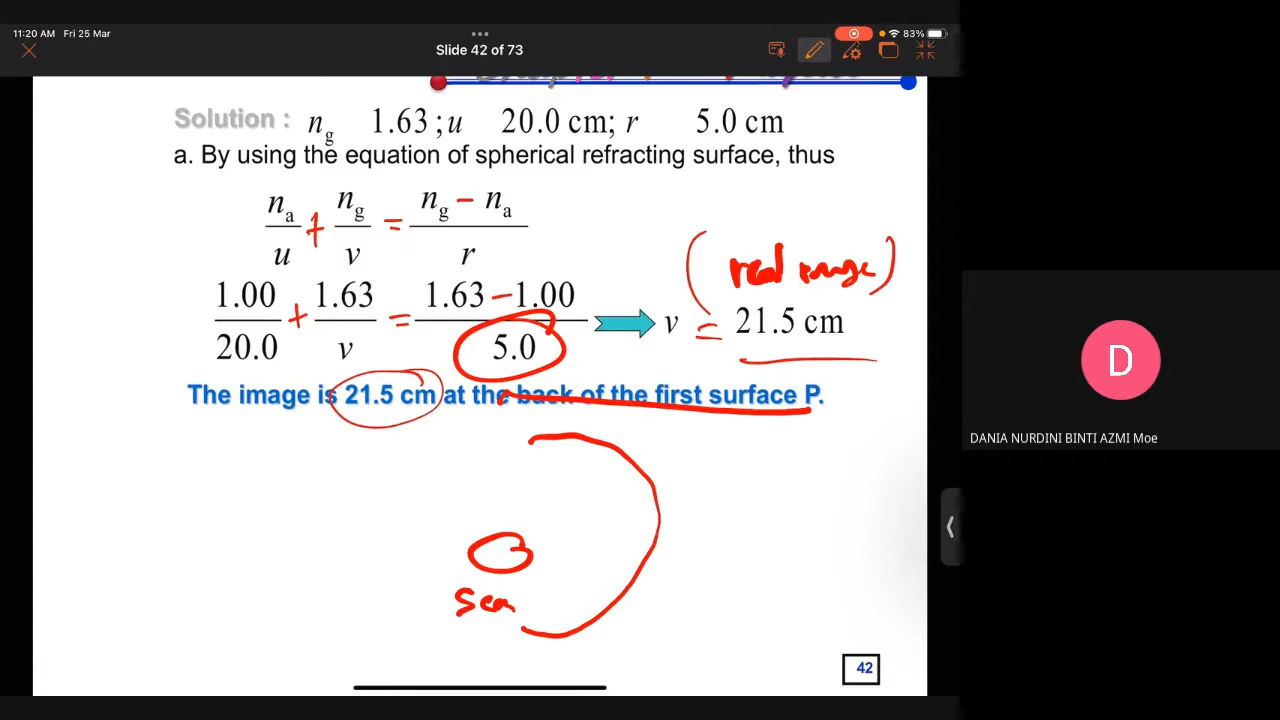 11:20 AM Fri 25 Mar
83%
Slide 42 of 73
Solution : n_g 1.63 ; u 20.0 cm; r 5.0 cm
a. By using the equation of spherical refracting surface, thus
n_a/u + n_g/v = (n_g − n_a)/r
(real image)
1.00/20.0 + 1.63/v = (1.63 − 1.00)/5.0 v = 21.5 cm
The image is 21.5 cm at the back of the first surface P.
D
DANIA NURDINI BINTI AZMI Moe
42